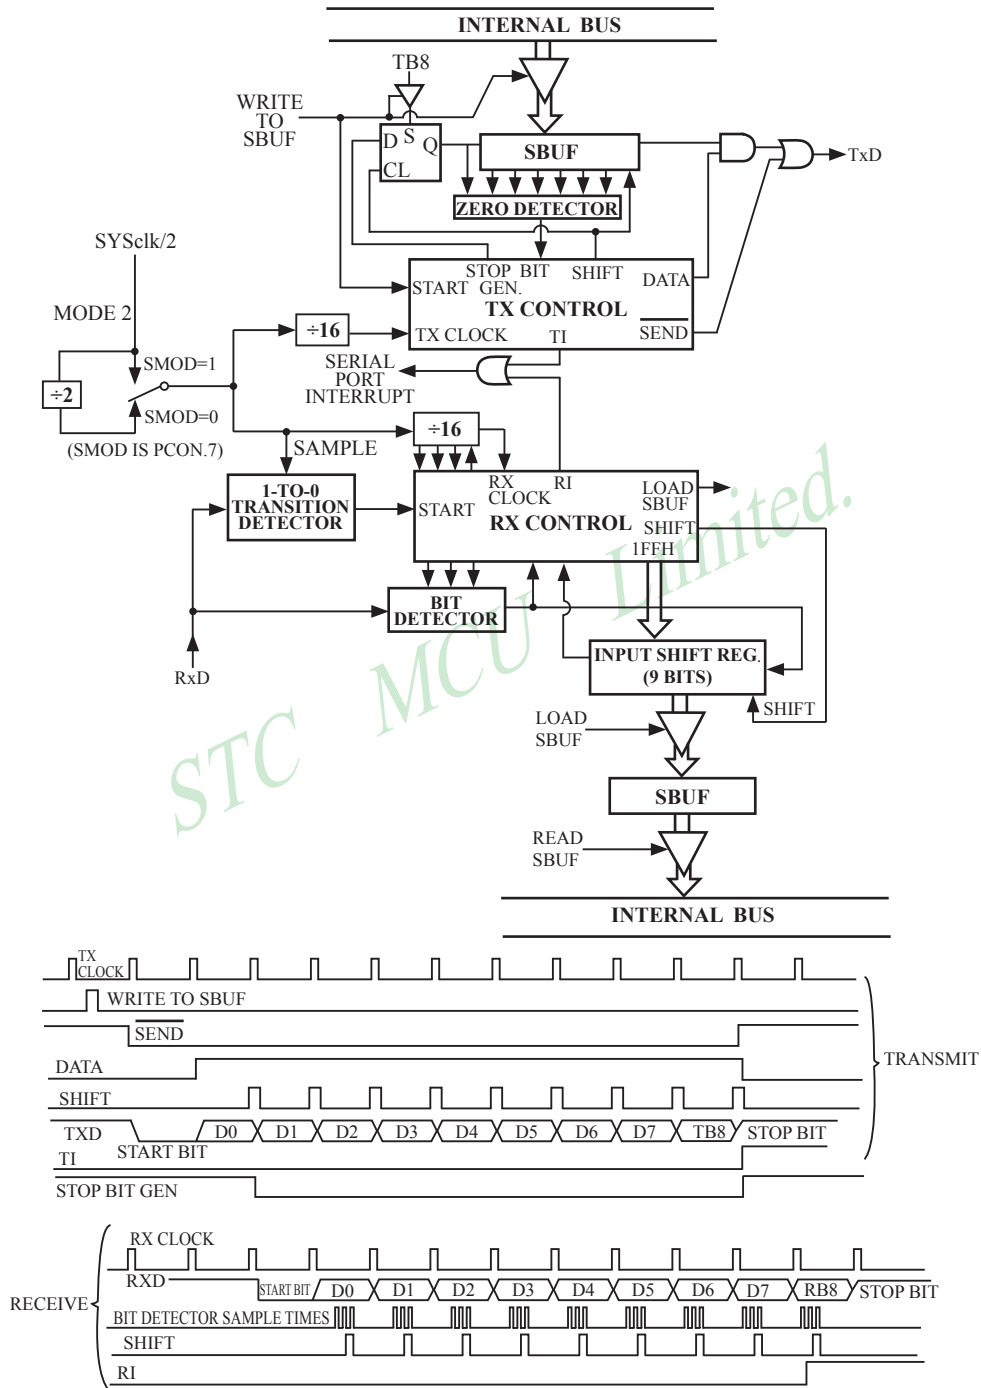 INTERNAL BUS
TB8
WRITE
TO
SBUF
D S Q
CL
SBUF
TxD
ZERO DETECTOR
SYSclk/2
STOP BIT SHIFT
GEN.
START
DATA
TX CONTROL
MODE 2
÷16
TX CLOCK TI SEND
SMOD=1
SERIAL
PORT
INTERRUPT
÷2
SMOD=0
(SMOD IS PCON.7)
SAMPLE
÷16
1-TO-0
TRANSITION
DETECTOR
START
RX
CLOCK
RI
LOAD
SBUF
RX CONTROL
SHIFT
1FFH
BIT
DETECTOR
RxD
INPUT SHIFT REG.
(9 BITS)
SHIFT
LOAD
SBUF
SBUF
READ
SBUF
INTERNAL BUS
STC MCU Limited.
TX
CLOCK
WRITE TO SBUF
SEND
DATA
TRANSMIT
SHIFT
TXD START BIT D0 D1 D2 D3 D4 D5 D6 D7 TB8 STOP BIT
TI
STOP BIT GEN
RX CLOCK
RXD START BIT D0 D1 D2 D3 D4 D5 D6 D7 RB8 STOP BIT
RECEIVE
BIT DETECTOR SAMPLE TIMES
SHIFT
RI